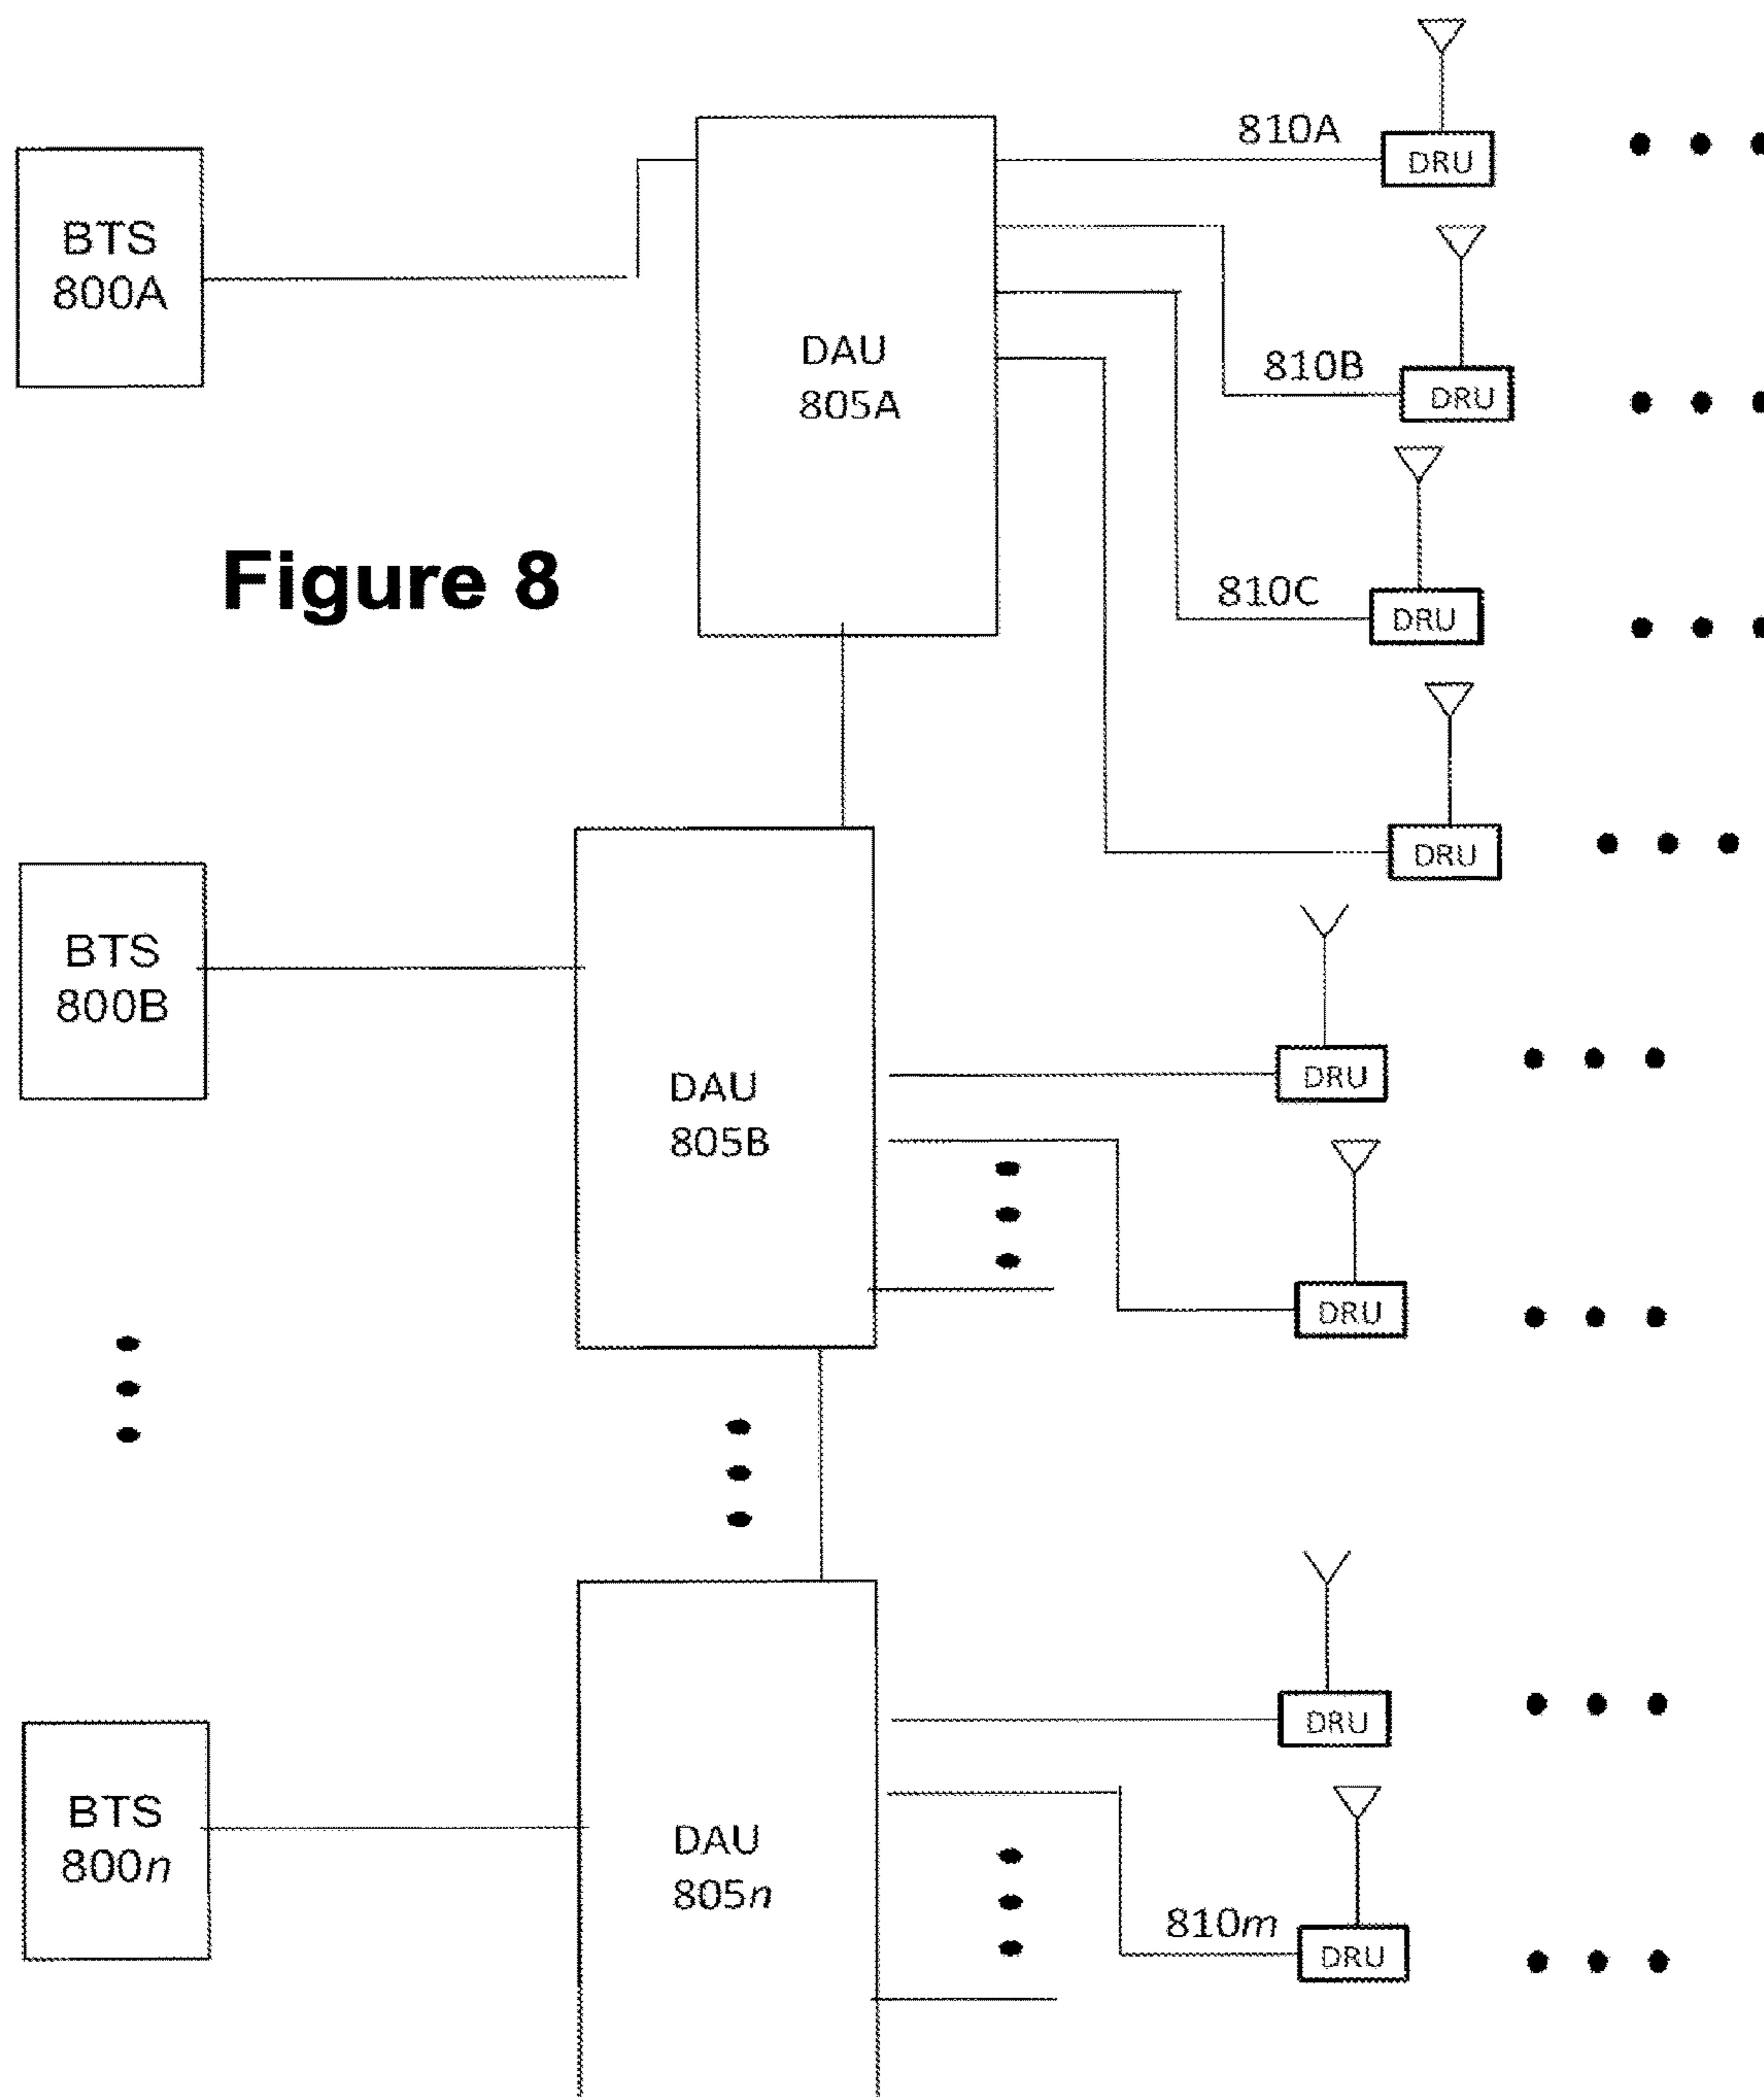 810A
DRU
BTS
800A
DAU
805A
810B
DRU
Figure 8
810C
DRU
DRU
BTS
800B
DAU
805B
DRU
DRU
DRU
BTS
800n
DAU
805n
810m
DRU